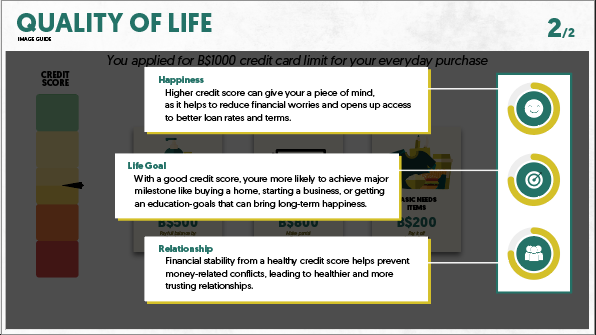 QUALITY OF LIFE
IMAGE GUIDE
2/2
You applied for B$1000 credit card limit for your everyday purchase
CREDIT
SCORE
Happiness
Higher credit score can give your a piece of mind,
as it helps to reduce financial worries and opens up access
to better loan rates and terms.
Life Goal
With a good credit score, youre more likely to achieve major
milestone like buying a home, starting a business, or getting
an education-goals that can bring long-term happiness.
BASIC NEEDS
ITEMS
B$500
B$800
B$200
Relationship
Financial stability from a healthy credit score helps prevent
money-related conflicts, leading to healthier and more
trusting relationships.